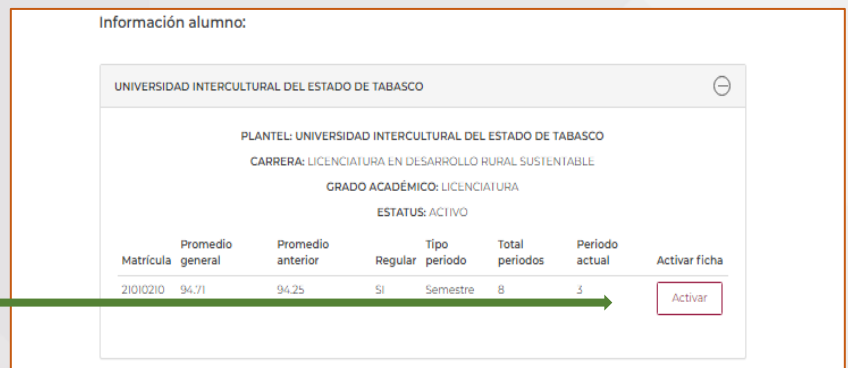 Información alumno:
UNIVERSIDAD INTERCULTURAL DEL ESTADO DE TABASCO
PLANTEL: UNIVERSIDAD INTERCULTURAL DEL ESTADO DE TABASCO
CARRERA: LICENCIATURA EN DESARROLLO RURAL SUSTENTABLE
GRADO ACADÉMICO: LICENCIATURA
ESTATUS: ACTIVO
Matrícula Promedio general Promedio anterior Regular Tipo periodo Total periodos Periodo actual Activar ficha
21010210 94.71 94.25 SI Semestre 8 3 Activar